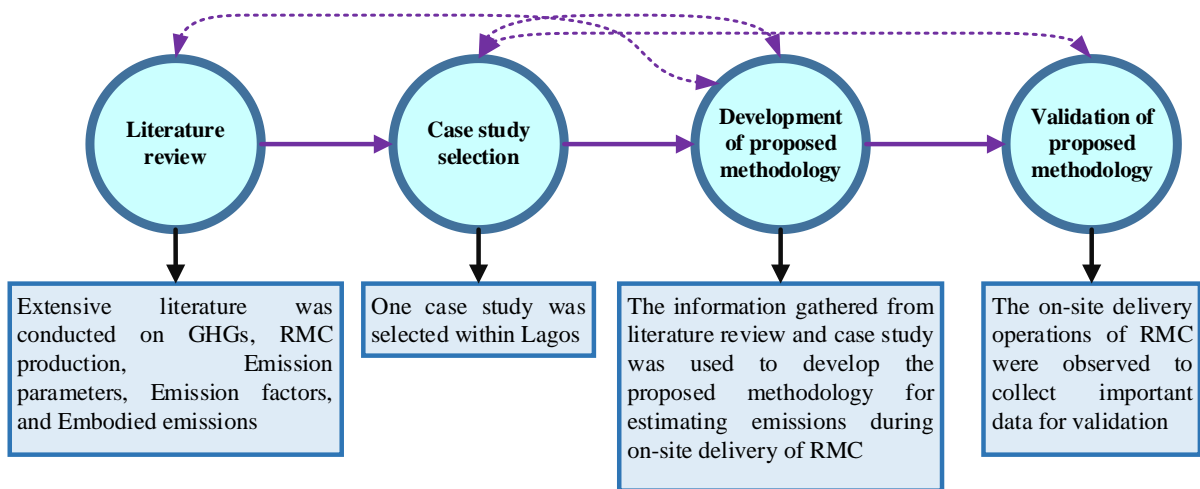 Literature
review
Case study
selection
Development
of proposed
methodology
Validation of
proposed
methodology
Extensive literature was
conducted on GHGs, RMC
production, Emission
parameters, Emission factors,
and Embodied emissions
One case study was
selected within Lagos
The information gathered from
literature review and case study
was used to develop the
proposed methodology for
estimating emissions during
on-site delivery of RMC
The on-site delivery
operations of RMC
were observed to
collect important
data for validation